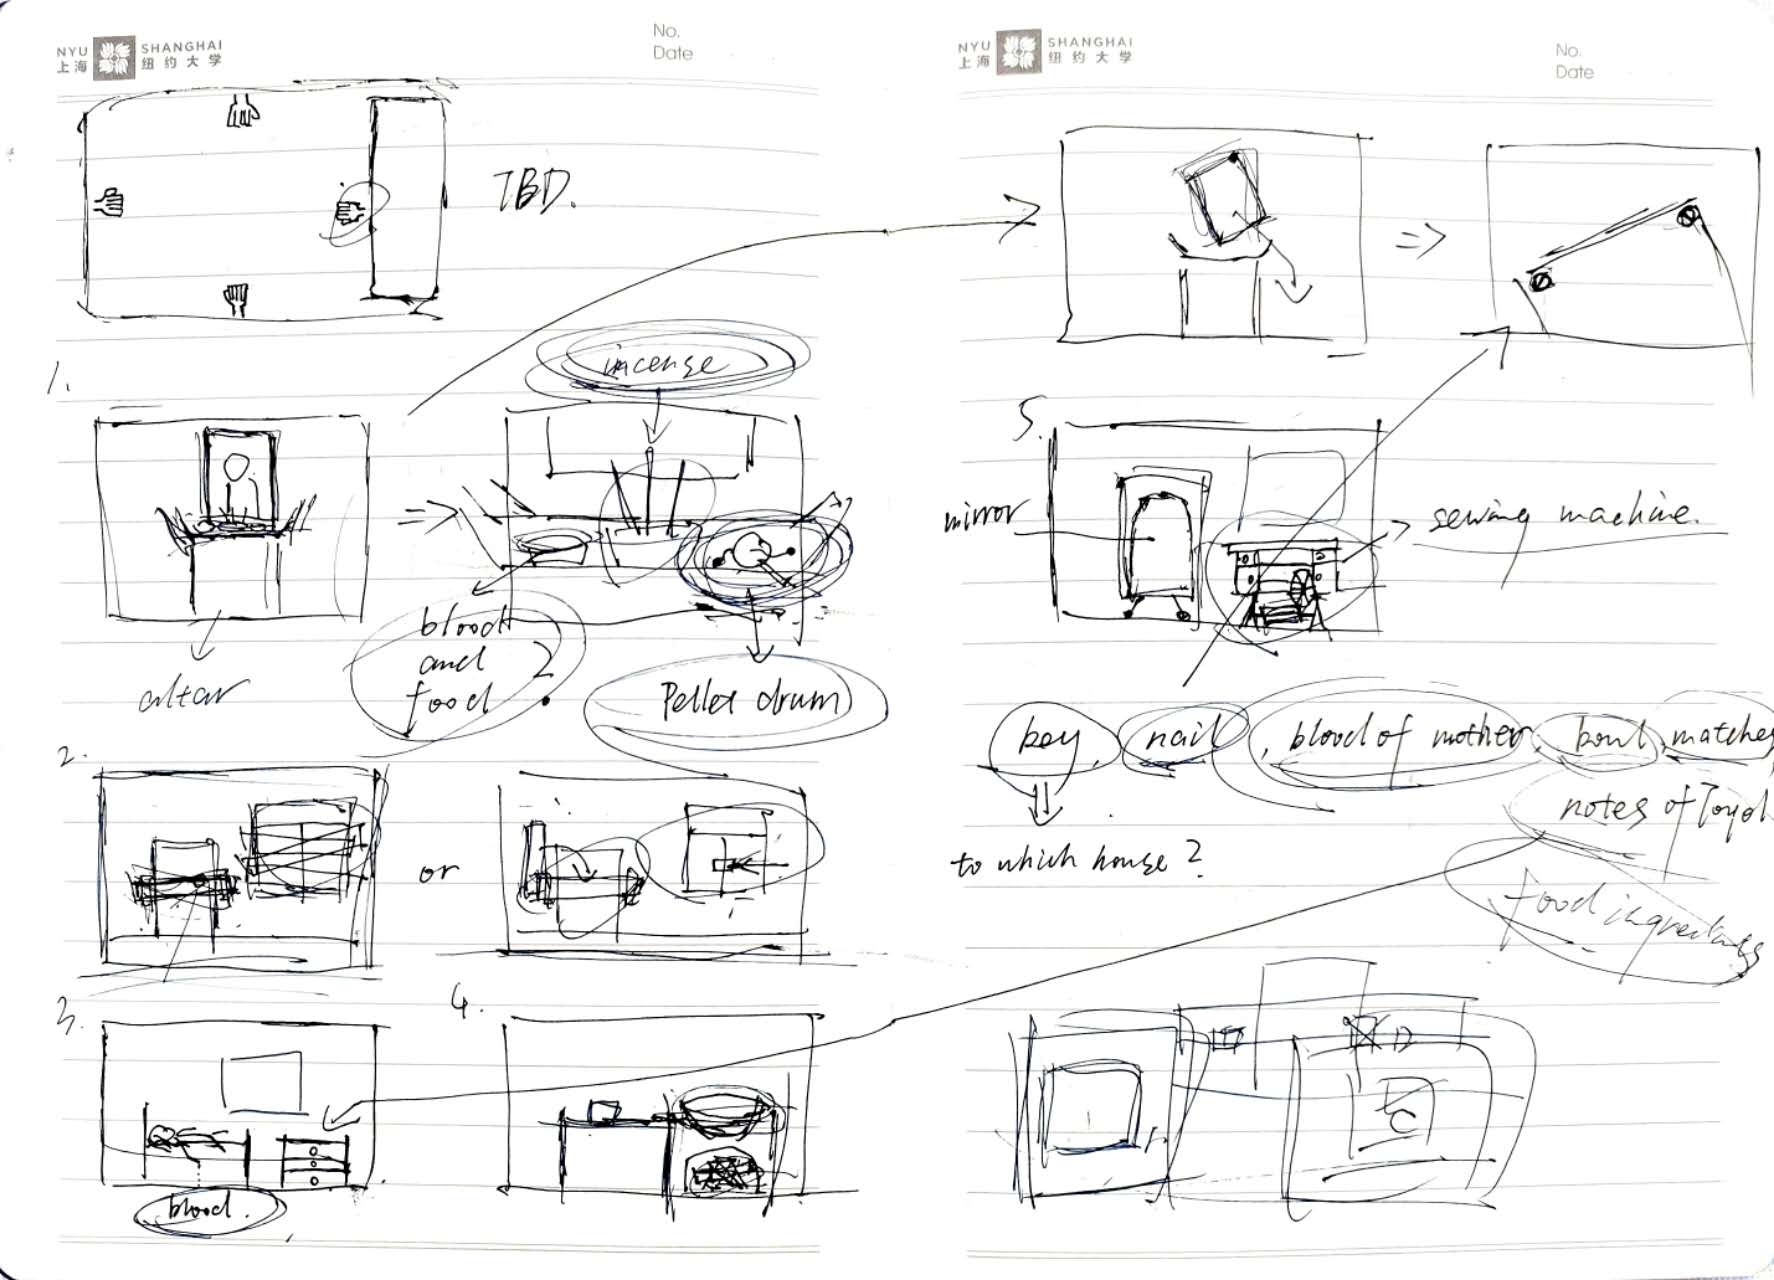 NYU SHANGHAI
上海 纽约大学
No.
Date
TBD.
1.
incense
altar
blood
and
food ?
Pellet drum
2.
or
3.
blood.
4.
NYU SHANGHAI
上海 纽约大学
No.
Date
5.
mirror
sewing machine.
key, nail, blood of mother, bowl, matches
notes of
to which house?
food